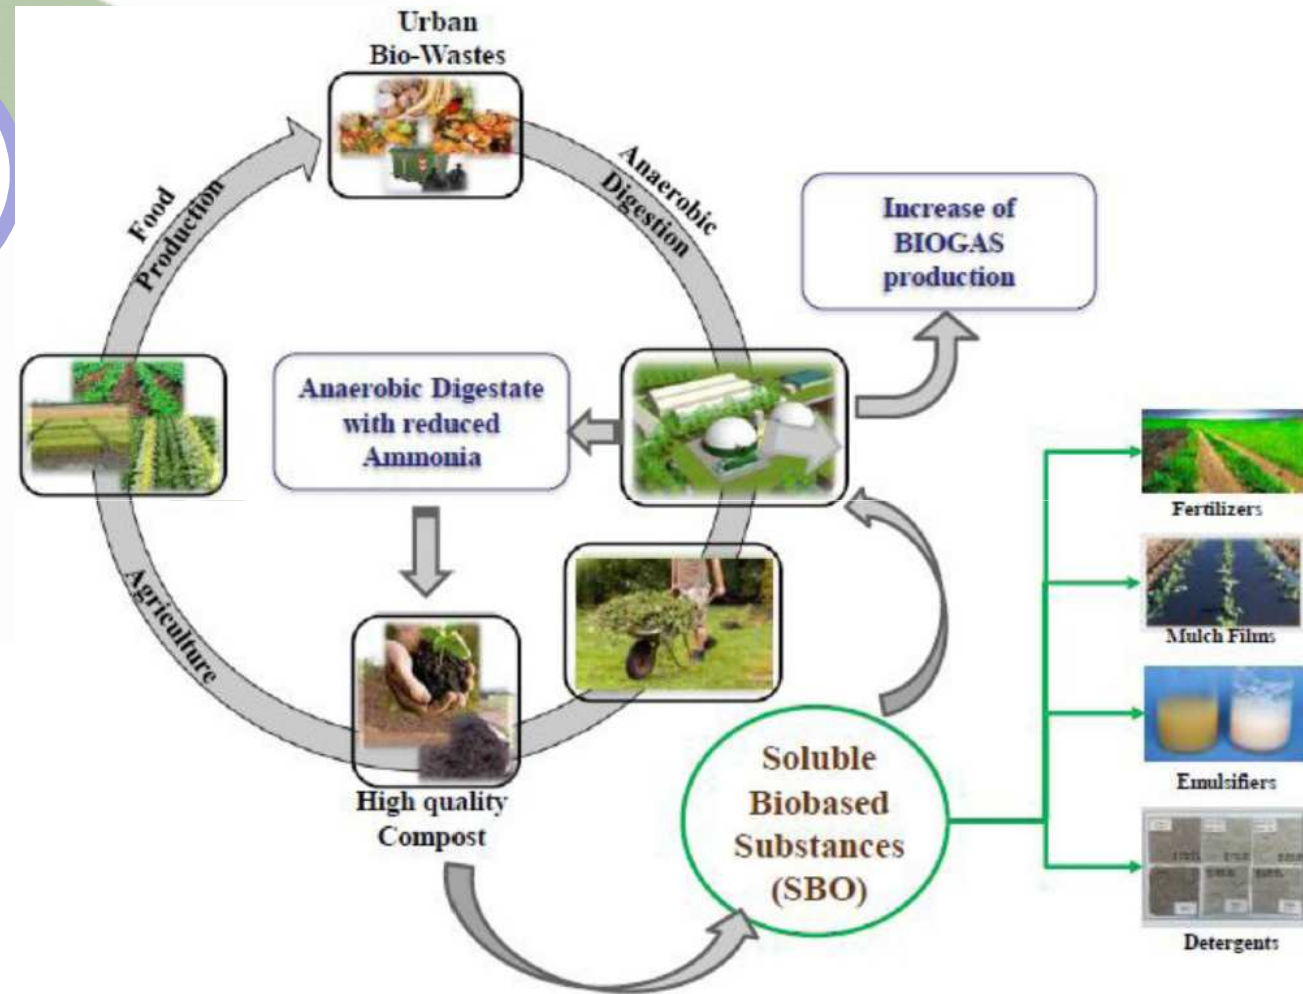 Urban
Bio-Wastes
Anaerobic
Digestion
Food
Production
Increase of
BIOGAS
production
Anaerobic Digestate
with reduced
Ammonia
Agriculture
High quality
Compost
Soluble
Biobased
Substances
(SBO)
Fertilizers
Mulch Films
Emulsifiers
Detergents